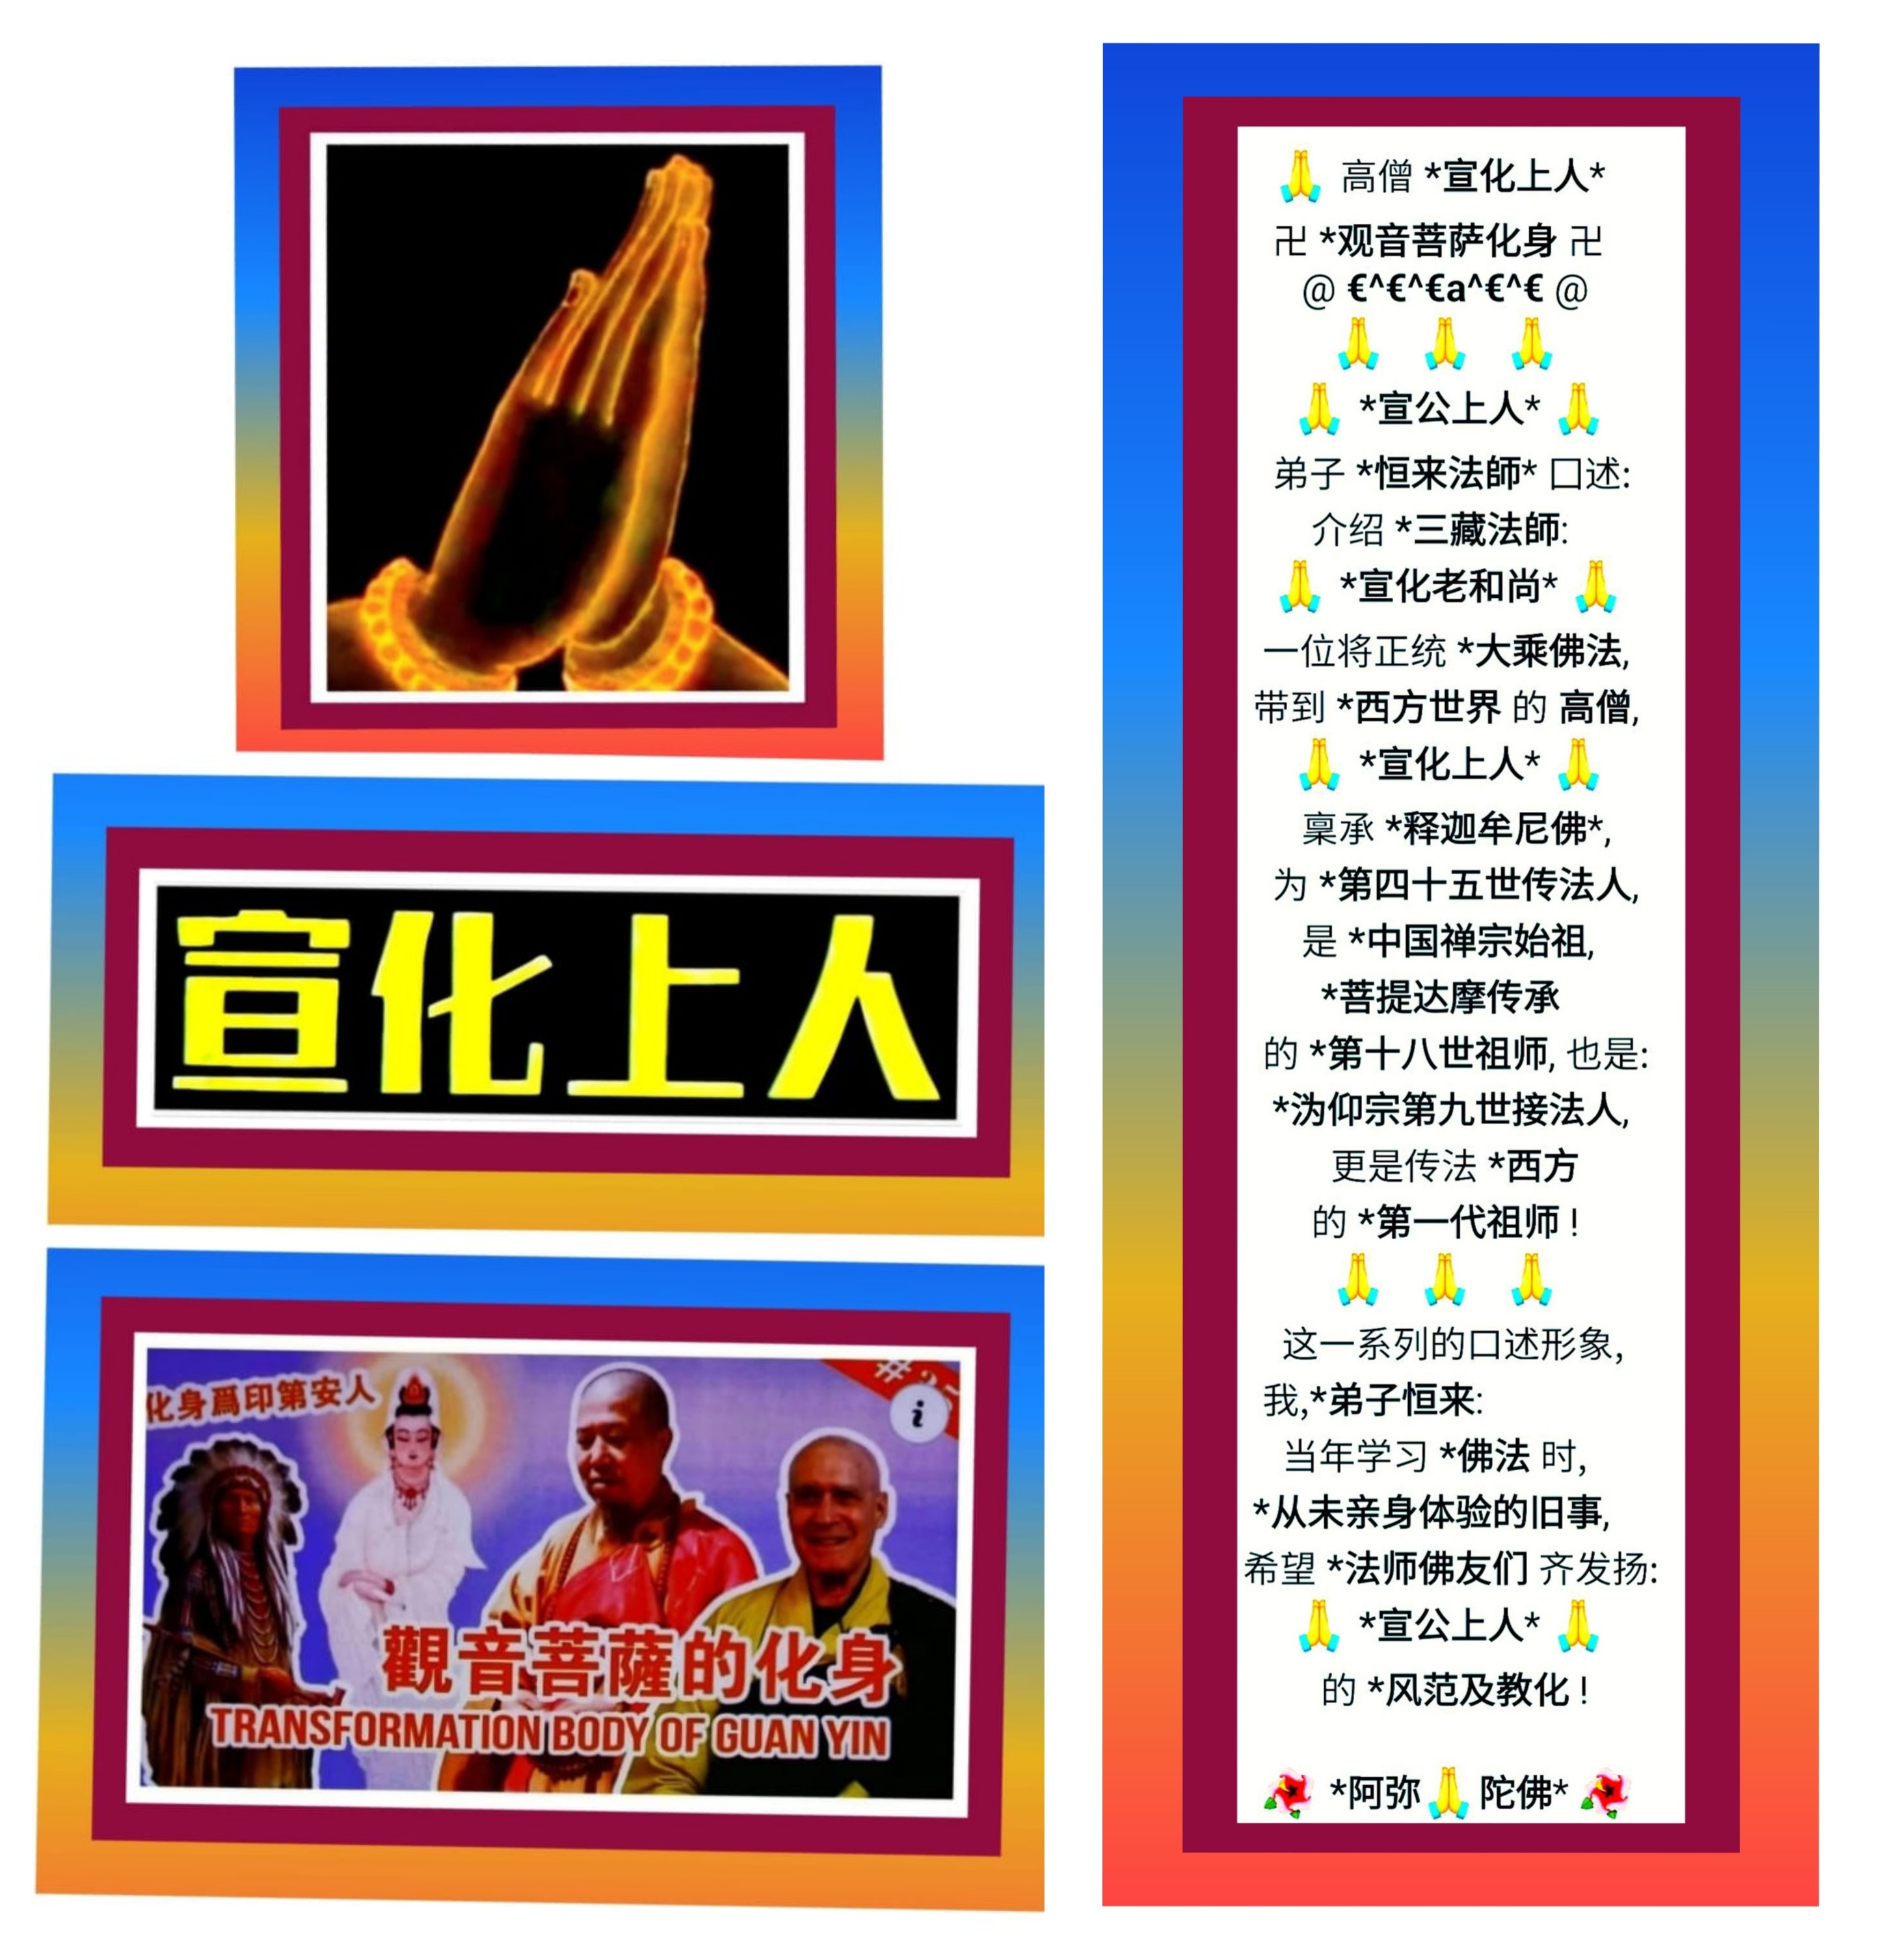 宣化上人
化身爲印第安人
i
觀音菩薩的化身
TRANSFORMATION BODY OF GUAN YIN
🙏 高僧 *宣化上人*
卍 *观音菩萨化身 卍
@ €^€^€a^€^€ @
🙏 🙏 🙏
🙏 *宣公上人* 🙏
弟子 *恒来法師* 口述:
介绍 *三藏法師:
🙏 *宣化老和尚* 🙏
一位将正统 *大乘佛法,
带到 *西方世界 的 高僧,
🙏 *宣化上人* 🙏
稟承 *释迦牟尼佛*,
为 *第四十五世传法人,
是 *中国禅宗始祖,
*菩提达摩传承
的 *第十八世祖师, 也是:
*沩仰宗第九世接法人,
更是传法 *西方
的 *第一代祖师 !
🙏 🙏 🙏
这一系列的口述形象,
我,*弟子恒来:
当年学习 *佛法 时,
*从未亲身体验的旧事,
希望 *法师佛友们 齐发扬:
🙏 *宣公上人* 🙏
的 *风范及教化 !
🌺 *阿弥 🙏 陀佛* 🌺